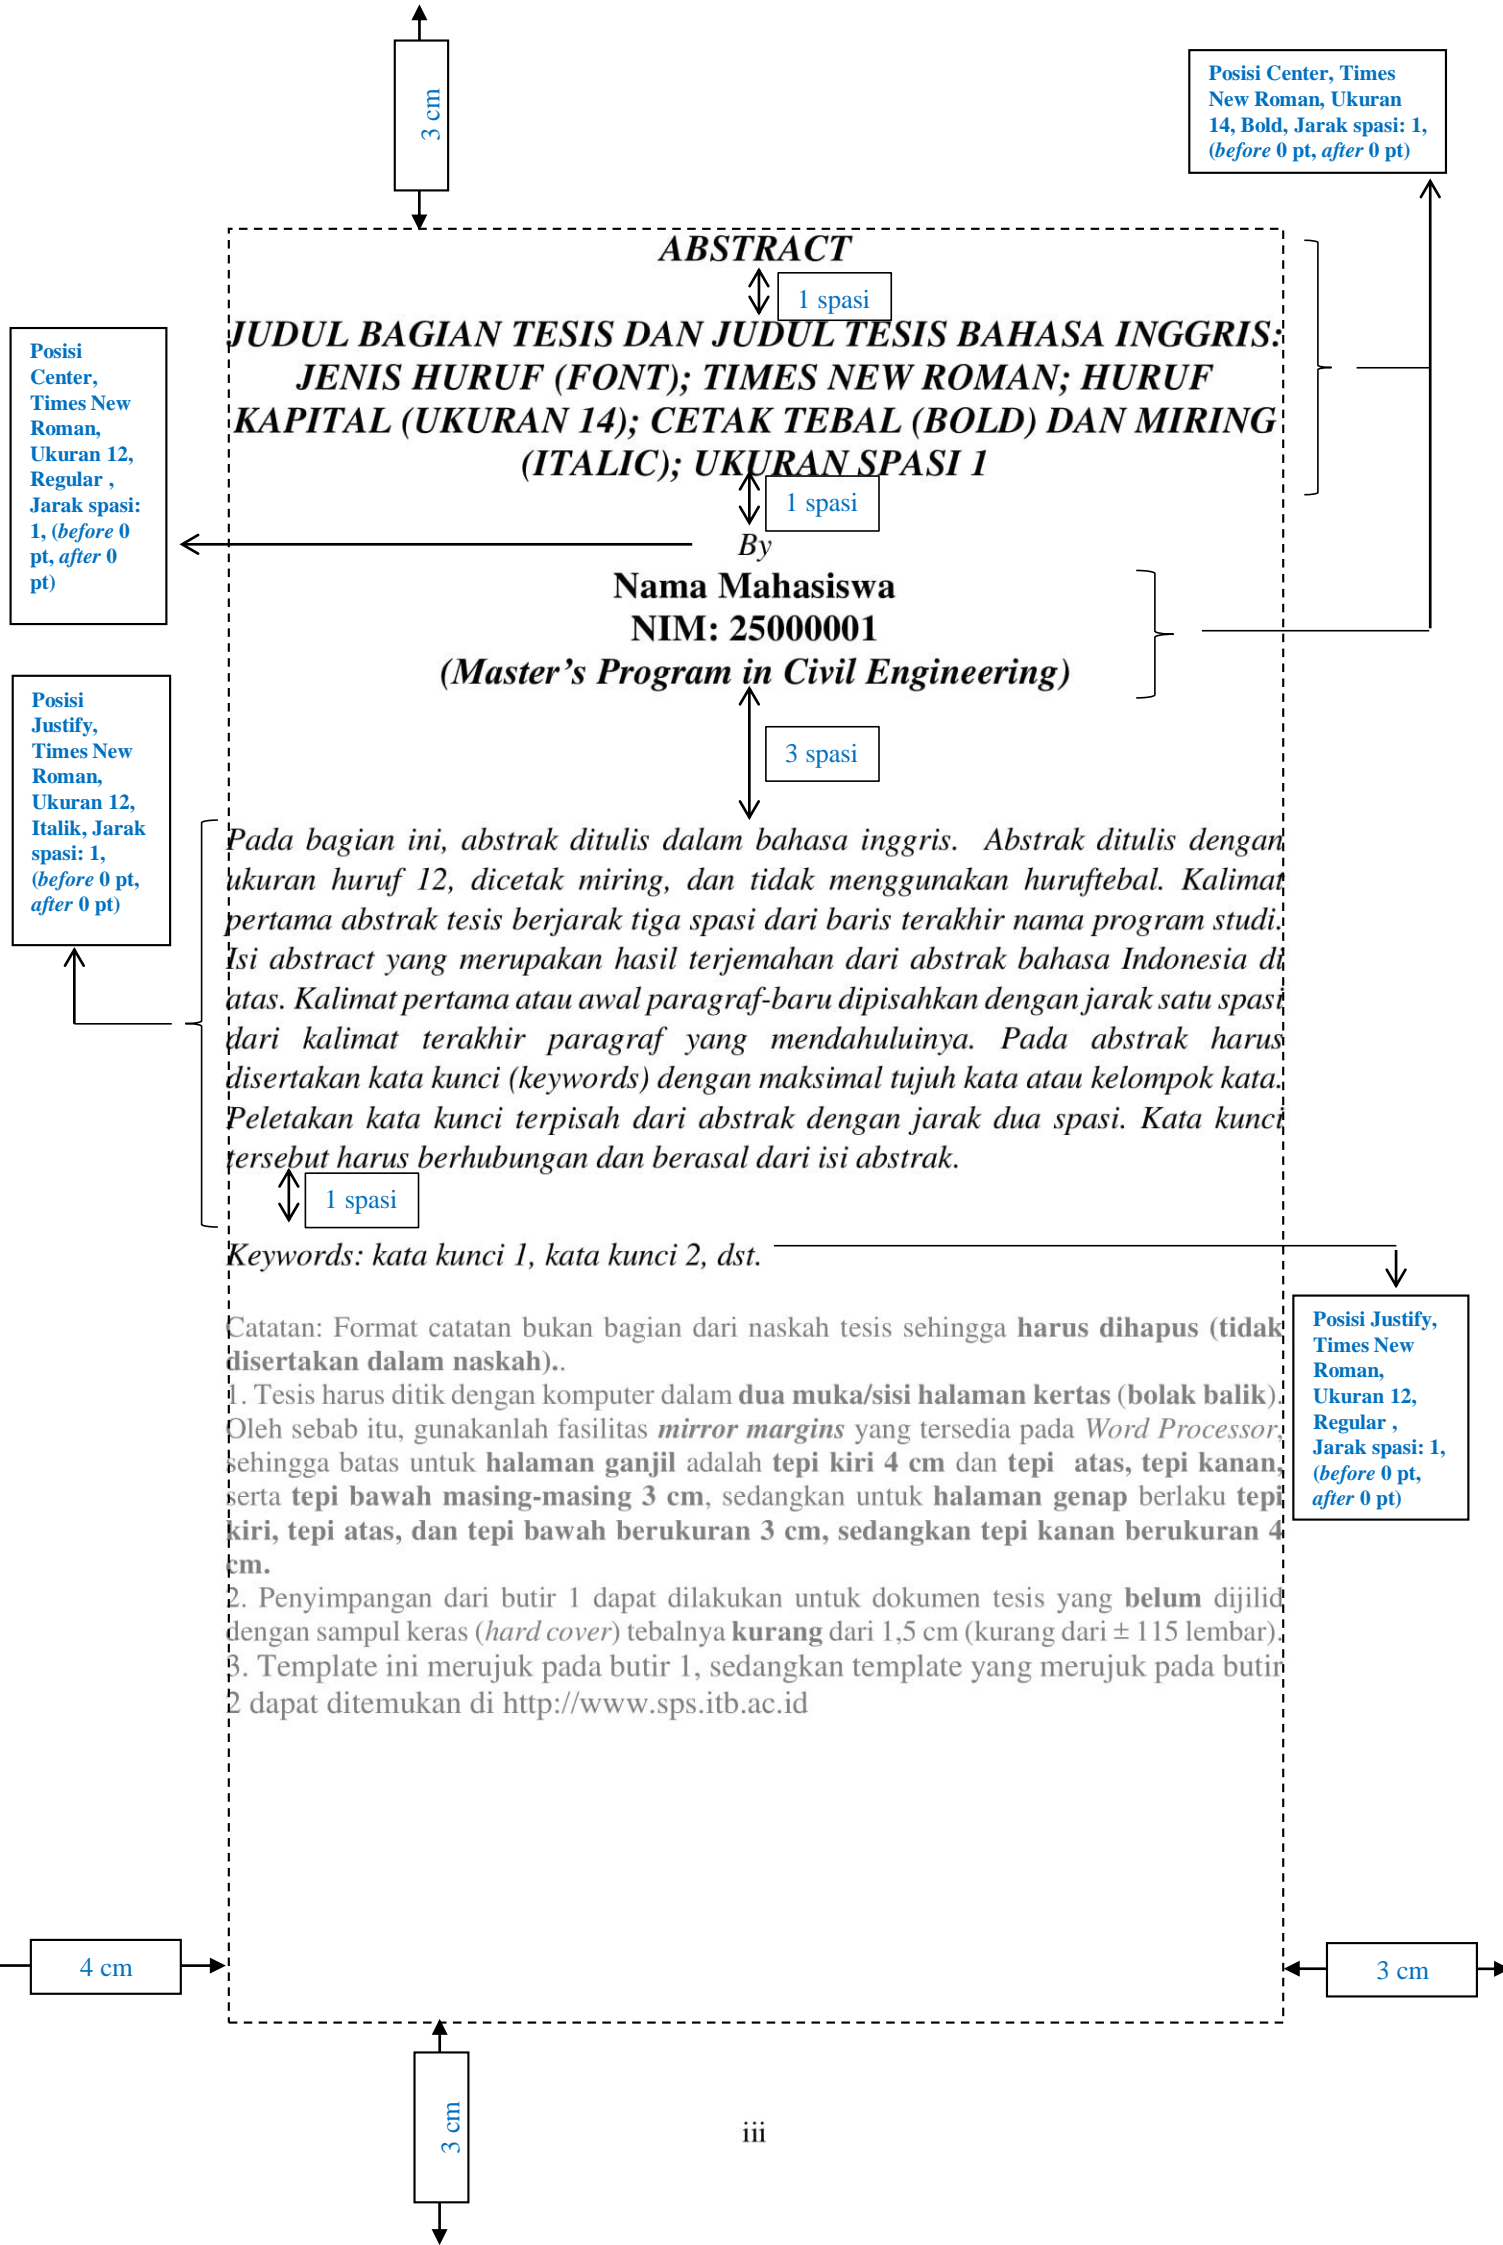 3 cm
Posisi Center, Times
New Roman, Ukuran
14, Bold, Jarak spasi: 1,
(before 0 pt, after 0 pt)
ABSTRACT
1 spasi
JUDUL BAGIAN TESIS DAN JUDUL TESIS BAHASA INGGRIS:
JENIS HURUF (FONT); TIMES NEW ROMAN; HURUF
KAPITAL (UKURAN 14); CETAK TEBAL (BOLD) DAN MIRING
(ITALIC); UKURAN SPASI 1
1 spasi
Posisi
Center,
Times New
Roman,
Ukuran 12,
Regular ,
Jarak spasi:
1, (before 0
pt, after 0
pt)
By
Nama Mahasiswa
NIM: 25000001
(Master’s Program in Civil Engineering)
3 spasi
Posisi
Justify,
Times New
Roman,
Ukuran 12,
Italik, Jarak
spasi: 1,
(before 0 pt,
after 0 pt)
Pada bagian ini, abstrak ditulis dalam bahasa inggris.  Abstrak ditulis dengan
ukuran huruf 12, dicetak miring, dan tidak menggunakan huruftebal. Kalimat
pertama abstrak tesis berjarak tiga spasi dari baris terakhir nama program studi.
Isi abstract yang merupakan hasil terjemahan dari abstrak bahasa Indonesia di
atas. Kalimat pertama atau awal paragraf-baru dipisahkan dengan jarak satu spasi
dari kalimat terakhir paragraf yang mendahuluinya. Pada abstrak harus
disertakan kata kunci (keywords) dengan maksimal tujuh kata atau kelompok kata.
Peletakan kata kunci terpisah dari abstrak dengan jarak dua spasi. Kata kunci
tersebut harus berhubungan dan berasal dari isi abstrak.
1 spasi
Keywords: kata kunci 1, kata kunci 2, dst.
Posisi Justify,
Times New
Roman,
Ukuran 12,
Regular ,
Jarak spasi: 1,
(before 0 pt,
after 0 pt)
Catatan: Format catatan bukan bagian dari naskah tesis sehingga harus dihapus (tidak
disertakan dalam naskah)..
1. Tesis harus ditik dengan komputer dalam dua muka/sisi halaman kertas (bolak balik).
Oleh sebab itu, gunakanlah fasilitas mirror margins yang tersedia pada Word Processor,
sehingga batas untuk halaman ganjil adalah tepi kiri 4 cm dan tepi  atas, tepi kanan,
serta tepi bawah masing-masing 3 cm, sedangkan untuk halaman genap berlaku tepi
kiri, tepi atas, dan tepi bawah berukuran 3 cm, sedangkan tepi kanan berukuran 4
cm.
2. Penyimpangan dari butir 1 dapat dilakukan untuk dokumen tesis yang belum dijilid
dengan sampul keras (hard cover) tebalnya kurang dari 1,5 cm (kurang dari ± 115 lembar).
3. Template ini merujuk pada butir 1, sedangkan template yang merujuk pada butir
2 dapat ditemukan di http://www.sps.itb.ac.id
4 cm
3 cm
3 cm
iii